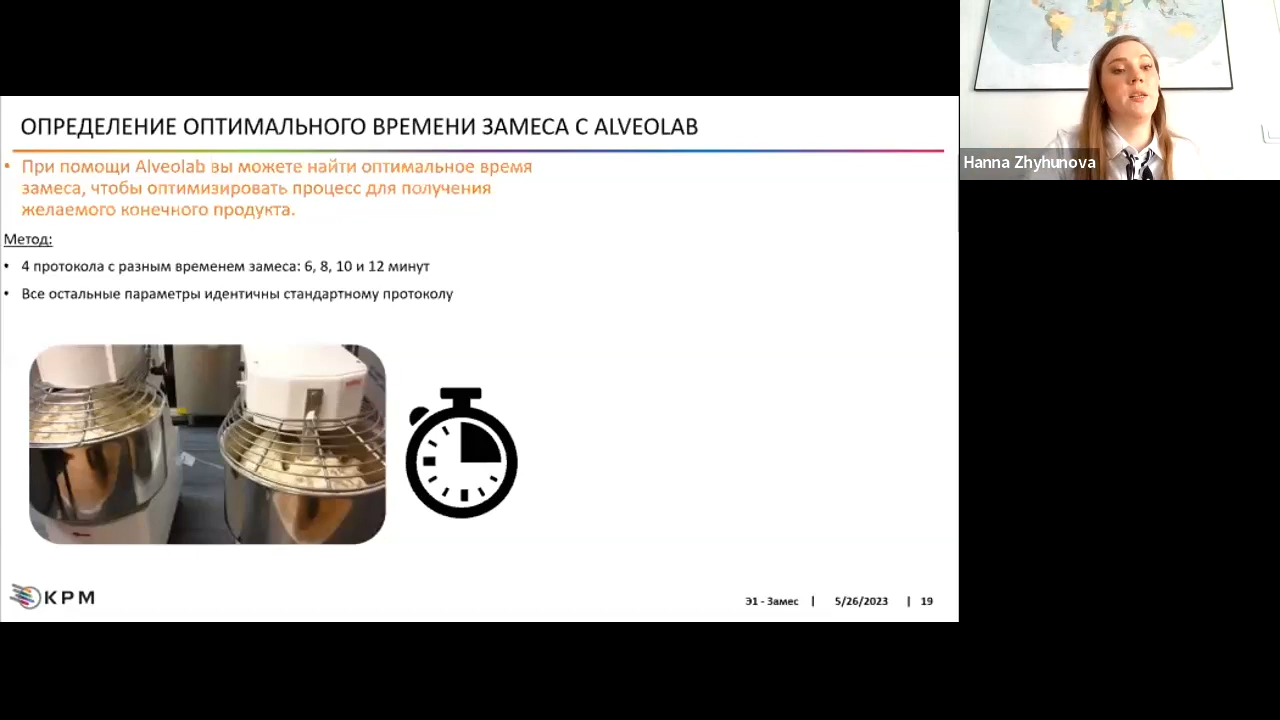 ОПРЕДЕЛЕНИЕ ОПТИМАЛЬНОГО ВРЕМЕНИ ЗАМЕСА С ALVEOLAB
• При помощи Alveolab вы можете найти оптимальное время
замеса, чтобы оптимизировать процесс для получения
желаемого конечного продукта.
Метод:
• 4 протокола с разным временем замеса: 6, 8, 10 и 12 минут
• Все остальные параметры идентичны стандартному протоколу
KPM
Э1 - Замес | 5/26/2023 | 19
Hanna Zhyhunova